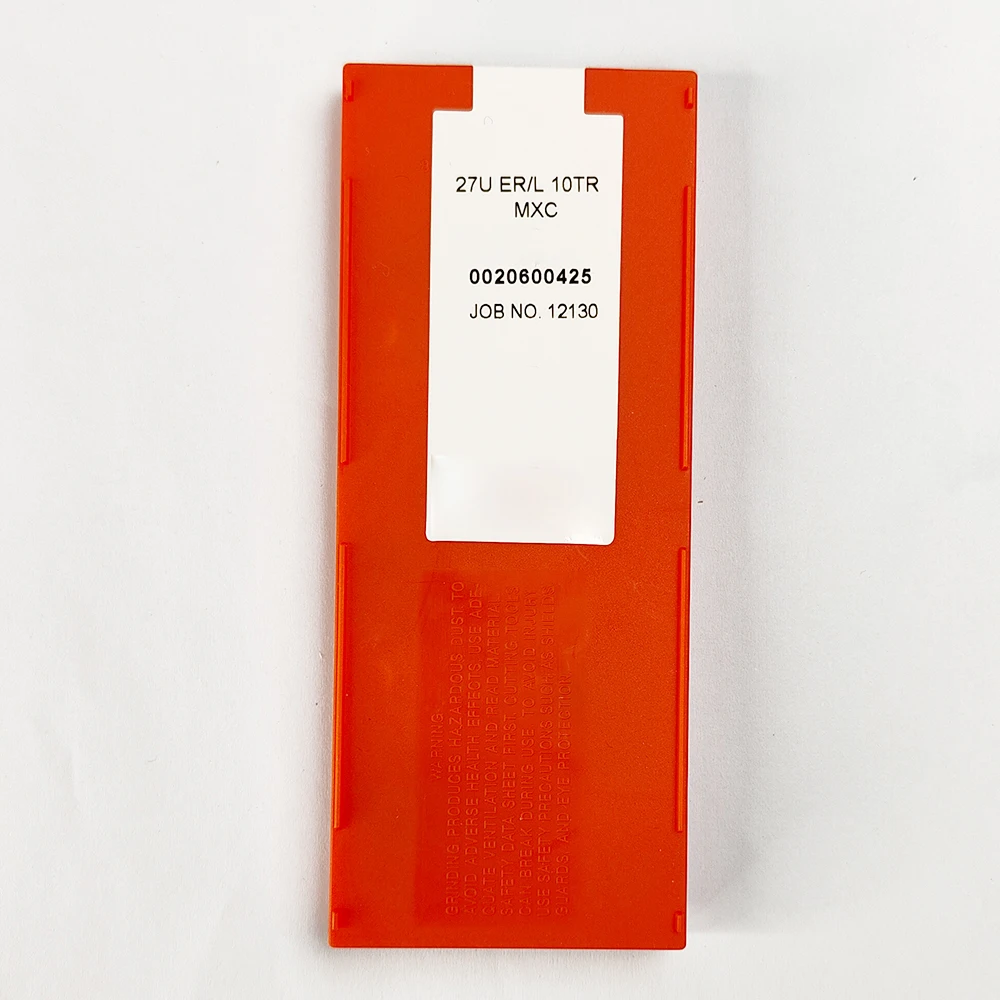 27U ER/L 10TR
MXC
0020600425
JOB NO. 12130
WARNING:
GRINDING PRODUCES HAZARDOUS DUST TO
AVOID ADVERSE HEALTH EFFECTS USE ADE-
QUATE VENTILATION AND READ MATERIAL
SAFETY DATA SHEET FIRST CUTTING TOOLS
CAN BREAK DURING USE TO AVOID INJURY
USE SAFETY PRECAUTIONS SUCH AS SHIELDS
GUARDS AND EYE PROTECTION